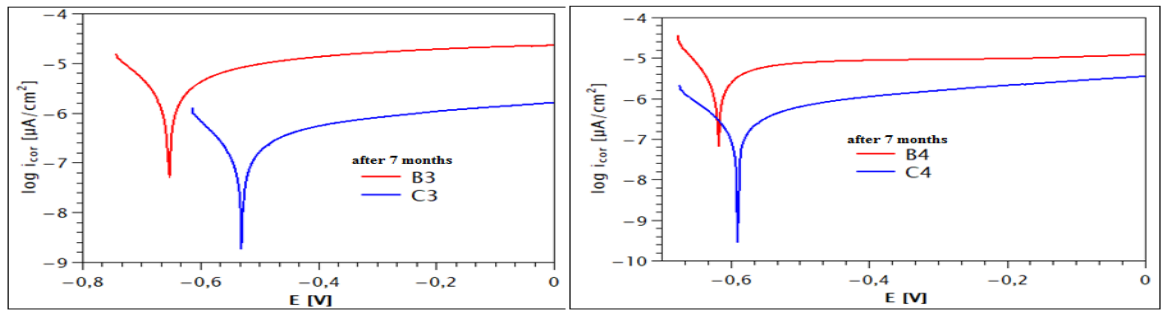 −4
−5
−6
−7
−8
−9
log i_cor [µA/cm²]
after 7 months
B3
C3
−0,8
−0,6
−0,4
−0,2
0
E [V]
−4
−5
−6
−7
−8
−9
−10
log i_cor [µA/cm²]
after 7 months
B4
C4
−0,6
−0,4
−0,2
0
E [V]